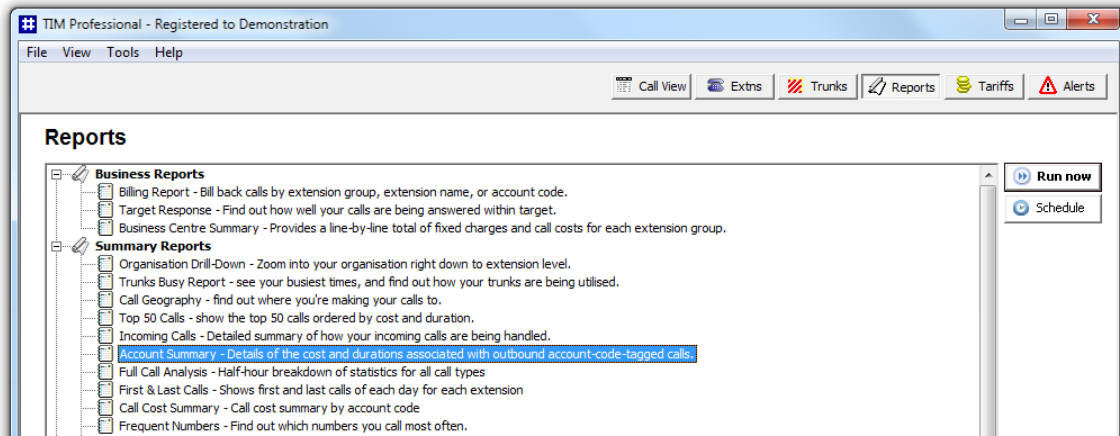 TIM Professional - Registered to Demonstration
File View Tools Help
Call View Extns Trunks Reports Tariffs Alerts
Reports
Business Reports
Run now
Billing Report - Bill back calls by extension group, extension name, or account code.
Target Response - Find out how well your calls are being answered within target.
Schedule
Business Centre Summary - Provides a line-by-line total of fixed charges and call costs for each extension group.
Summary Reports
Organisation Drill-Down - Zoom into your organisation right down to extension level.
Trunks Busy Report - see your busiest times, and find out how your trunks are being utilised.
Call Geography - find out where you're making your calls to.
Top 50 Calls - show the top 50 calls ordered by cost and duration.
Incoming Calls - Detailed summary of how your incoming calls are being handled.
Account Summary - Details of the cost and durations associated with outbound account-code-tagged calls.
Full Call Analysis - Half-hour breakdown of statistics for all call types
First & Last Calls - Shows first and last calls of each day for each extension
Call Cost Summary - Call cost summary by account code
Frequent Numbers - Find out which numbers you call most often.